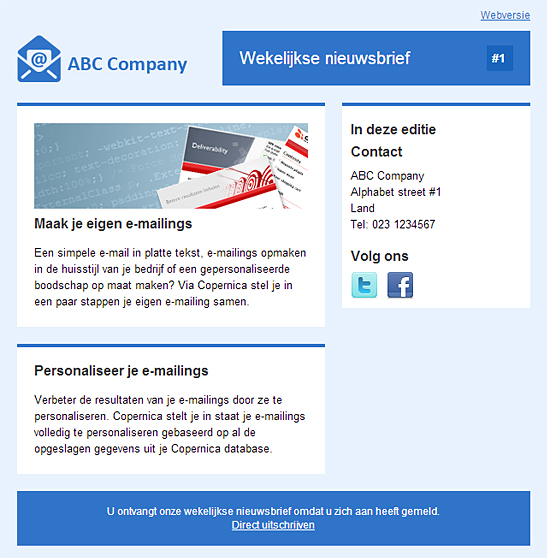 Webversie
@ ABC Company
Wekelijkse nieuwsbrief
#1
Deliverability
Maak je eigen e-mailings
Een simpele e-mail in platte tekst, e-mailings opmaken
in de huisstijl van je bedrijf of een gepersonaliseerde
boodschap op maat maken? Via Copernica stel je in
een paar stappen je eigen e-mailing samen.
Personaliseer je e-mailings
Verbeter de resultaten van je e-mailings door ze te
personaliseren. Copernica stelt je in staat je e-mailings
volledig te personaliseren gebaseerd op al de
opgeslagen gegevens uit je Copernica database.
In deze editie
Contact
ABC Company
Alphabet street #1
Land
Tel: 023 1234567
Volg ons
t f
U ontvangt onze wekelijkse nieuwsbrief omdat u zich aan heeft gemeld.
Direct uitschrijven